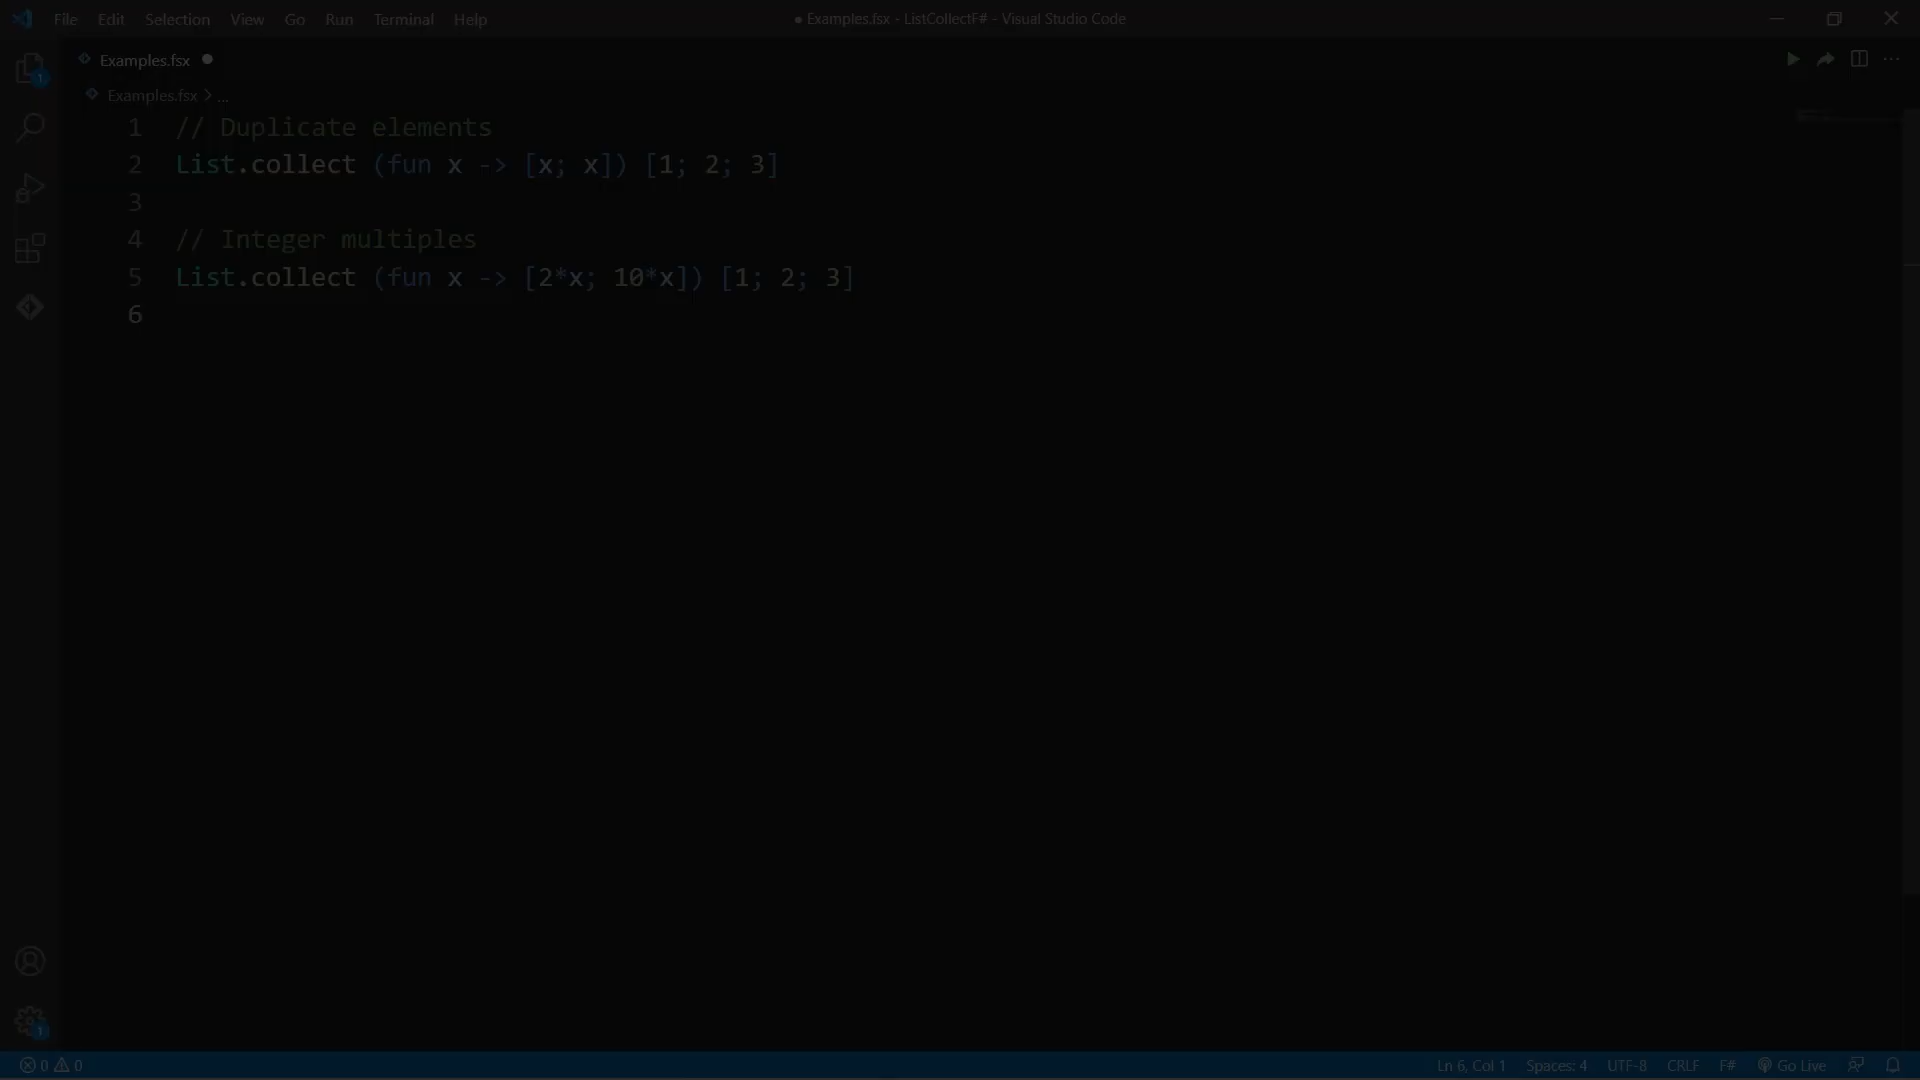 File Edit Selection View Go Run Terminal Help ● Examples.fsx - ListCollectF# - Visual Studio Code
Examples.fsx
Examples.fsx > ...
1 // Duplicate elements
2 List.collect (fun x -> [x; x]) [1; 2; 3]
3
4 // Integer multiples
5 List.collect (fun x -> [2*x; 10*x]) [1; 2; 3]
6
1
1
0 0 Ln 6, Col 1 Spaces: 4 UTF-8 CRLF F# Go Live